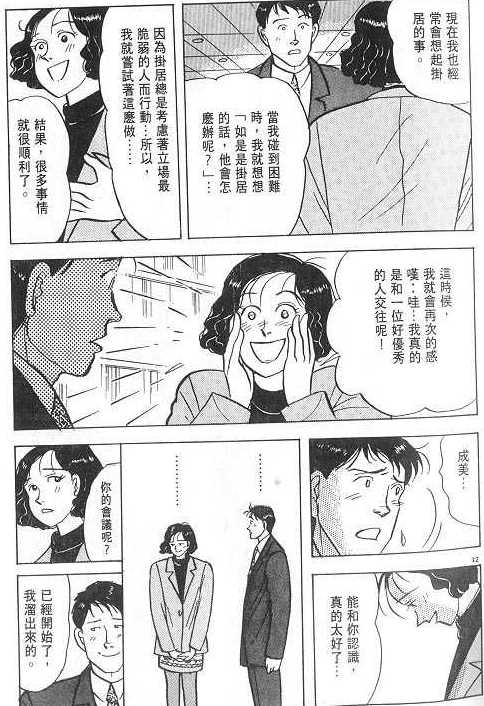 現在我也經
常會想起掛
居的事。
當我碰到困難
時，我就想想
「如是是掛居
的話，他會怎
麼辦呢？」…
因為掛居總是
考慮著立場最
脆弱的人而行動…所以，
我就嘗試著這麼做……
結果，很多事情
就很順利了。
這時侯，
我就會再次的感
嘆：哇…我真的
是和一位好優秀
的人交往呢！
成美…
12
能和你認識，
真的太好了…
………
………
你的會議呢？
已經開始了，
我溜出來的。